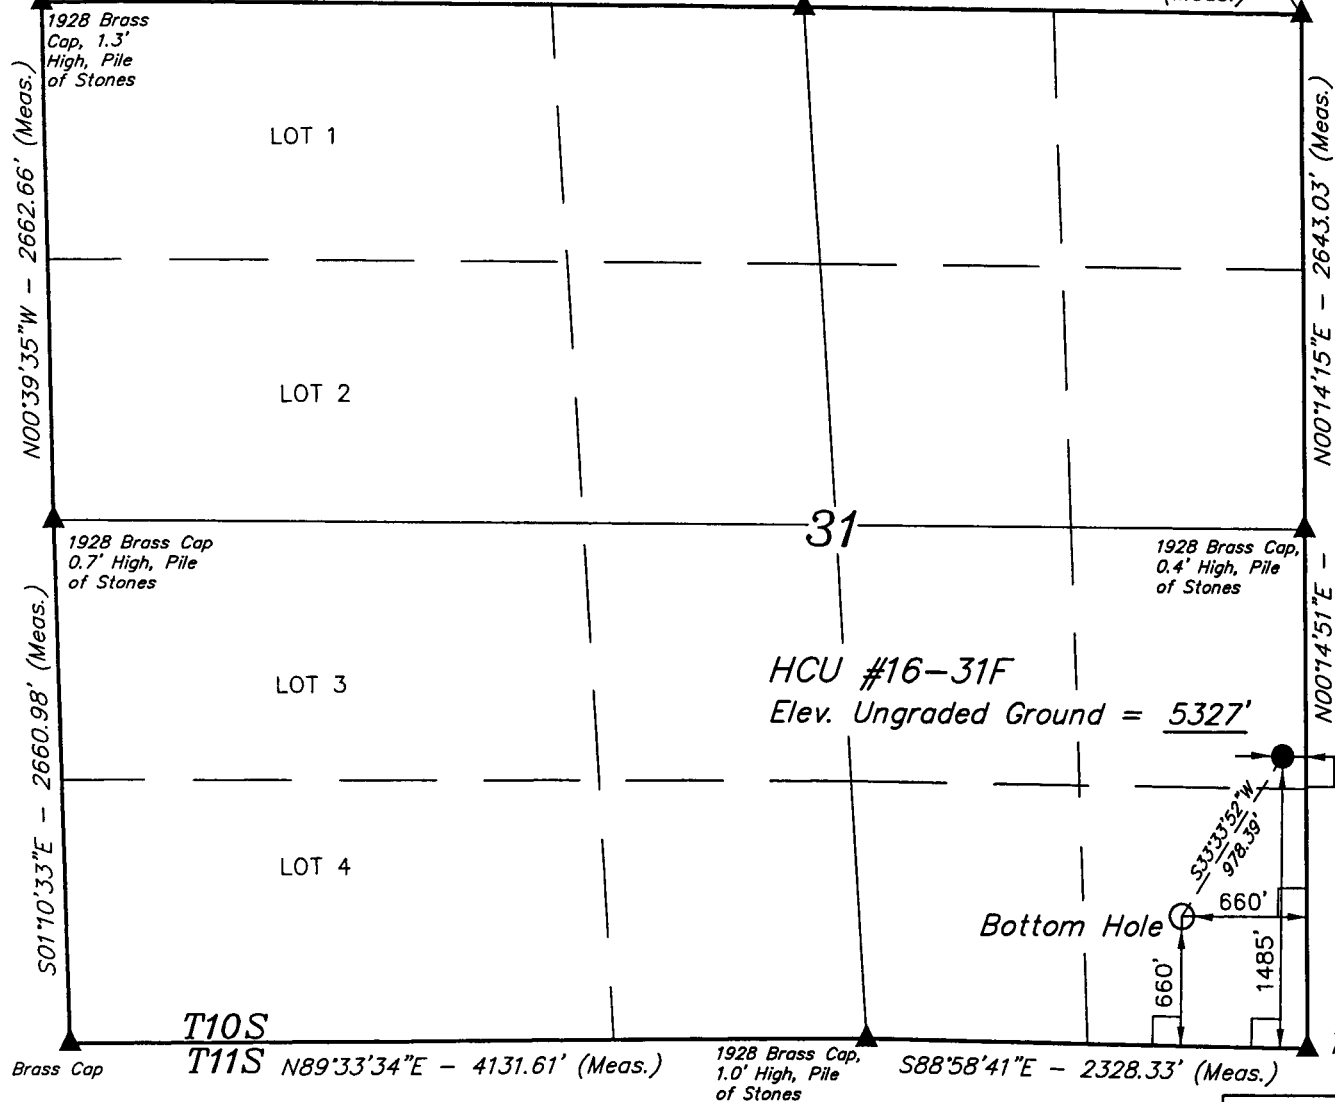 1928 Brass
Cap, 1.3'
High, Pile
of Stones
N00°39'35"W - 2662.66' (Meas.)
LOT 1
N00°14'15"E - 2643.03' (Meas.)
LOT 2
31
1928 Brass Cap
0.7' High, Pile
of Stones
1928 Brass Cap,
0.4' High, Pile
of Stones
S01°10'33"E - 2660.98' (Meas.)
N00°14'51"E -
LOT 3
HCU #16-31F
Elev. Ungraded Ground = 5327'
S33°33'52"W
978.39'
LOT 4
660'
Bottom Hole
660'
1485'
T10S
T11S
Brass Cap
N89°33'34"E - 4131.61' (Meas.)
1928 Brass Cap,
1.0' High, Pile
of Stones
S88°58'41"E - 2328.33' (Meas.)